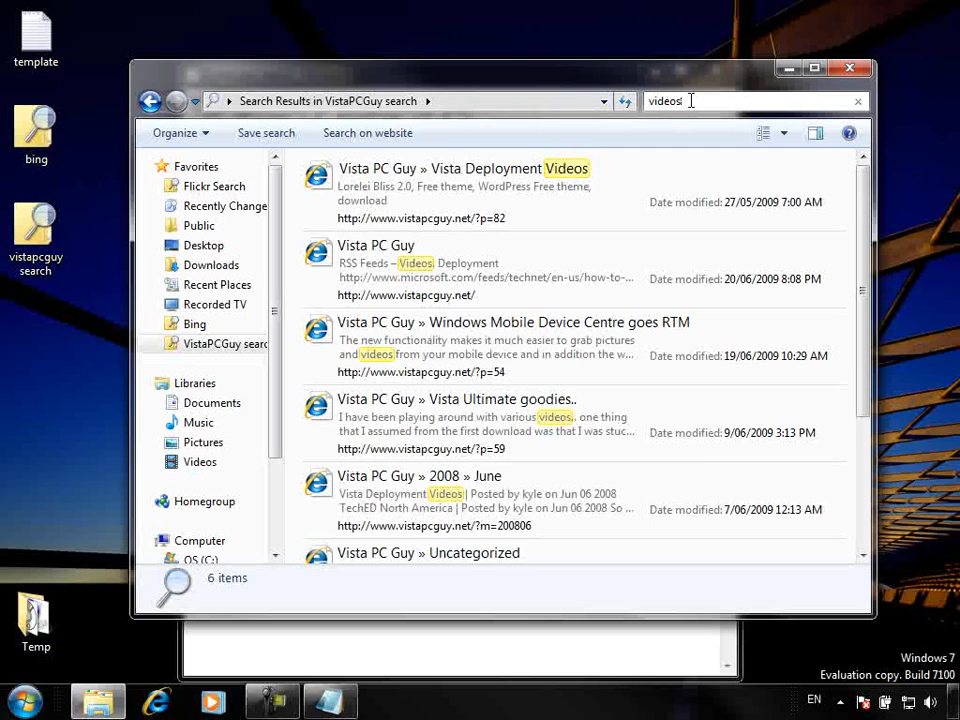 template
bing
vistapcguy
search
Temp
Search Results in VistaPCGuy search
videos
Organize
Save search
Search on website
Favorites
Flickr Search
Recently Change
Public
Desktop
Downloads
Recent Places
Recorded TV
Bing
VistaPCGuy searc
Libraries
Documents
Music
Pictures
Videos
Homegroup
Computer
OS (C:)
Vista PC Guy » Vista Deployment Videos
Lorelei Bliss 2.0, Free theme, WordPress Free theme,
download
Date modified: 27/05/2009 7:00 AM
http://www.vistapcguy.net/?p=82
Vista PC Guy
RSS Feeds – Videos. Deployment
http://www.microsoft.com/feeds/technet/en-us/how-to-...
Date modified: 20/06/2009 8:08 PM
http://www.vistapcguy.net/
Vista PC Guy » Windows Mobile Device Centre goes RTM
The new functionality makes it much easier to grab pictures
and videos from your mobile device and in addition the w...
Date modified: 19/06/2009 10:29 AM
http://www.vistapcguy.net/?p=54
Vista PC Guy » Vista Ultimate goodies..
I have been playing around with various videos.. one thing
that I assumed from the first download was that I was stuc...
Date modified: 9/06/2009 3:13 PM
http://www.vistapcguy.net/?p=59
Vista PC Guy » 2008 » June
Vista Deployment Videos | Posted by kyle on Jun 06 2008
TechED North America | Posted by kyle on Jun 06 2008 So ...
Date modified: 7/06/2009 12:13 AM
http://www.vistapcguy.net/?m=200806
Vista PC Guy » Uncategorized
6 items
Windows 7
Evaluation copy. Build 7100
EN